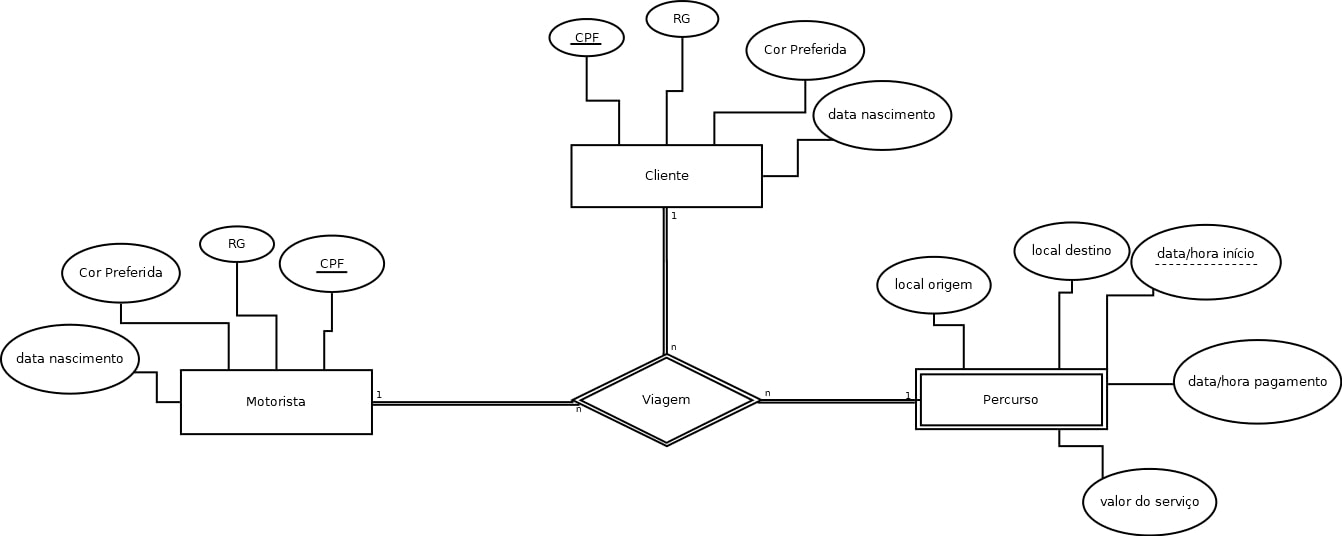 RG
CPF
Cor Preferida
data nascimento
Cliente
1
RG
Cor Preferida
CPF
data nascimento
Motorista
1
n
n
Viagem
n
1
Percurso
local origem
local destino
data/hora início
data/hora pagamento
valor do serviço